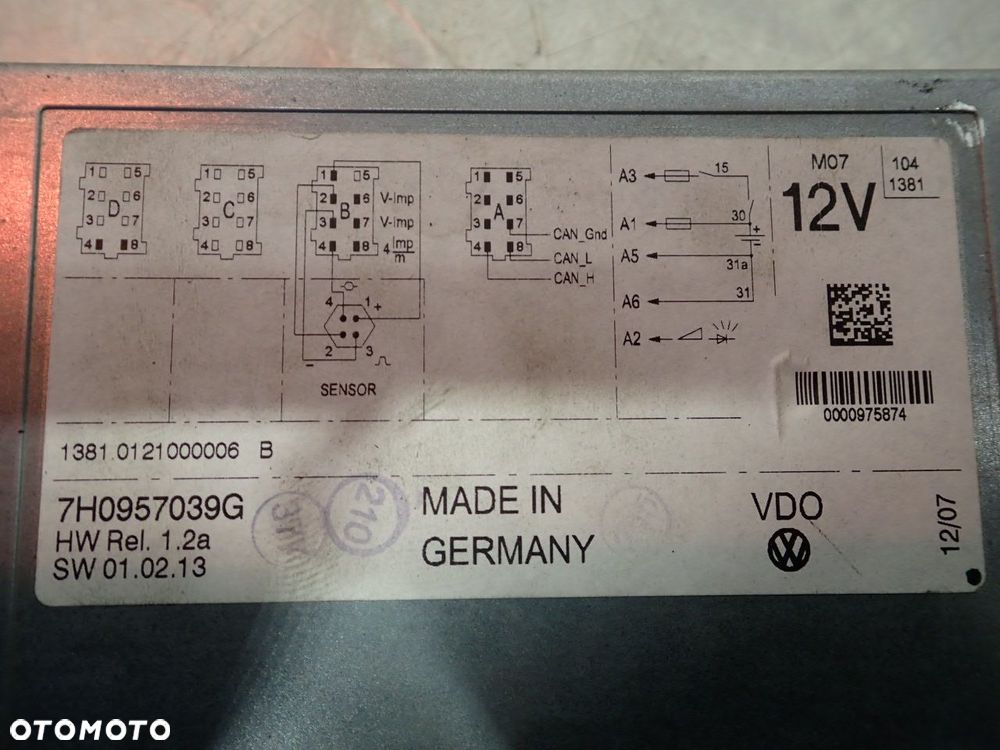 1 5
2 6
D
3 7
4 8
1 5
2 6
C
3 7
4 8
1 5
2 6 V-Imp
B
3 7 V-Imp
4 8 4 Imp
m
4 1 +
2 3
-
SENSOR
1 5
2 6
A
3 7 CAN_Gnd
4 8 CAN_L
CAN_H
A3 15
A1 30
+
-
A5 31a
A6 31
A2
M07
12V
104
1381
0000975874
1381.0121000006 B
7H0957039G
HW Rel. 1.2a
SW 01.02.13
210
MADE IN
GERMANY
VDO
12/07
OTOMOTO